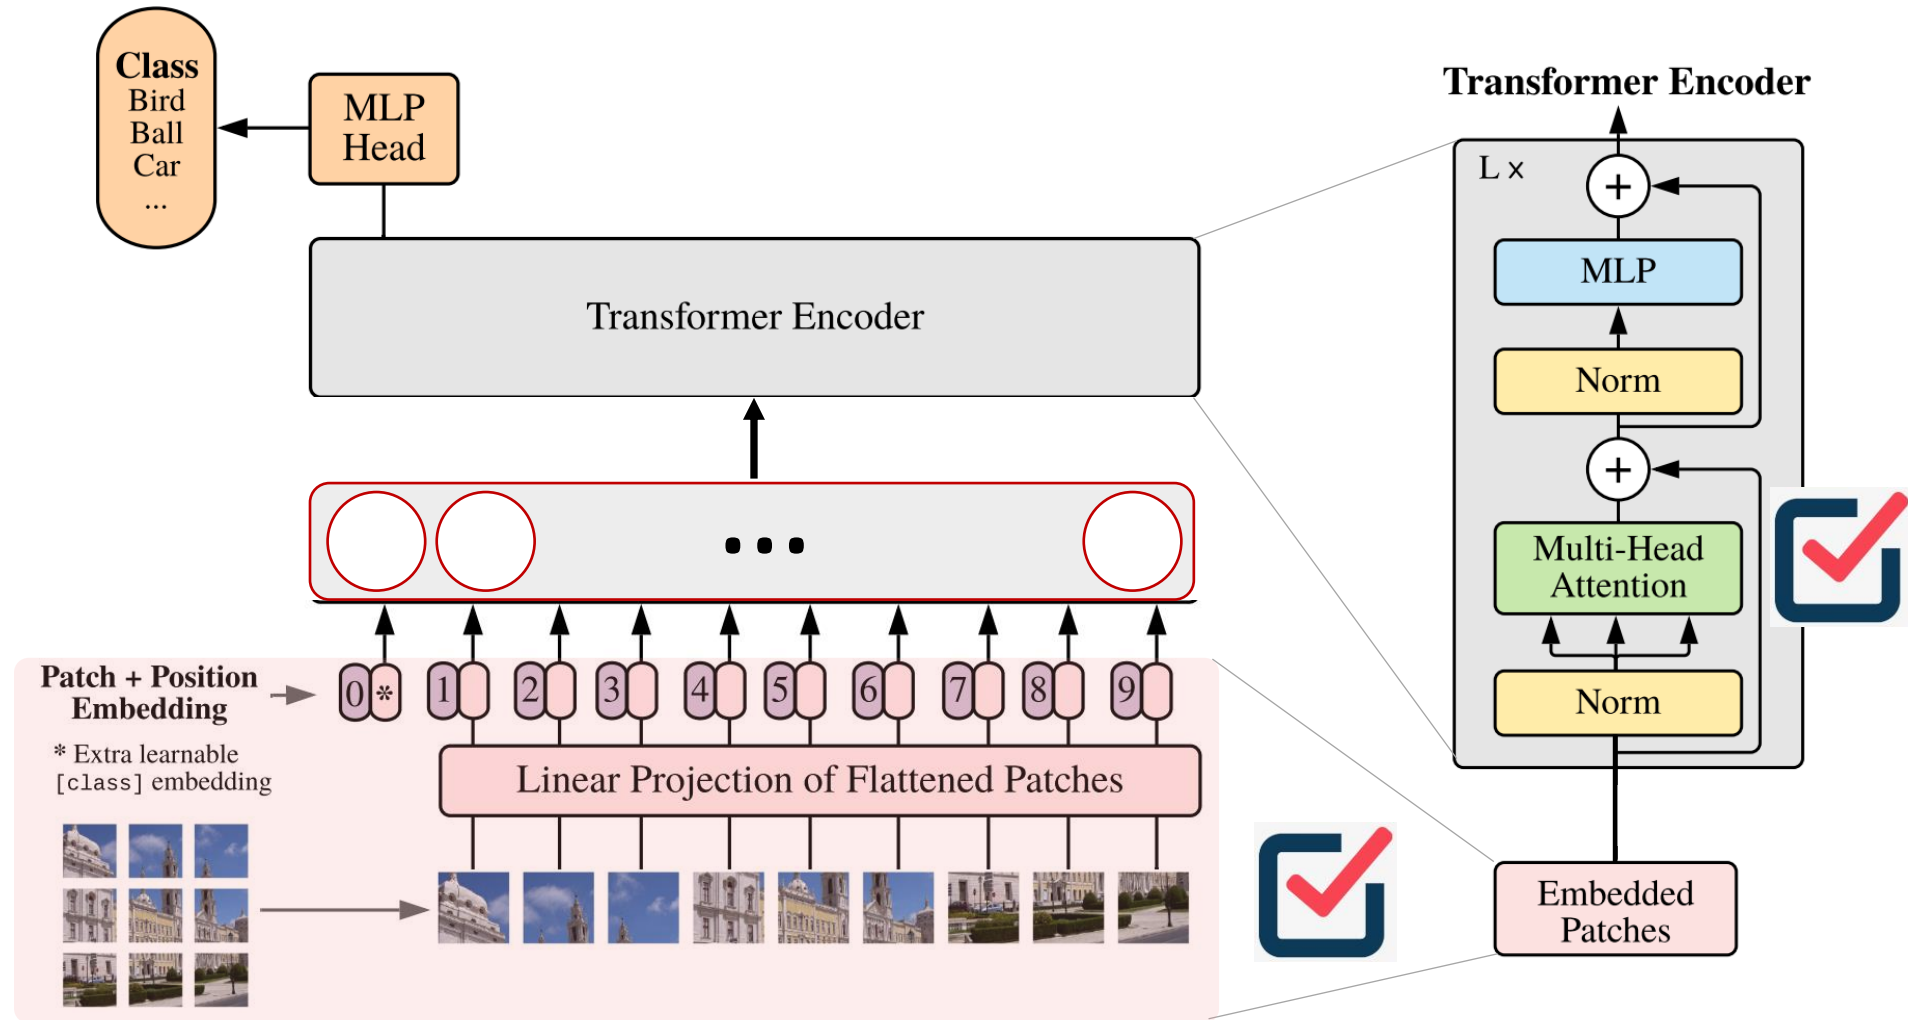 Class
Bird
Ball
Car
...
MLP
Head
Transformer Encoder
Patch + Position
Embedding
* Extra learnable
[class] embedding
0 * 1 2 3 4 5 6 7 8 9
Linear Projection of Flattened Patches
Transformer Encoder
L x
+
MLP
Norm
+
Multi-Head
Attention
Norm
Embedded
Patches